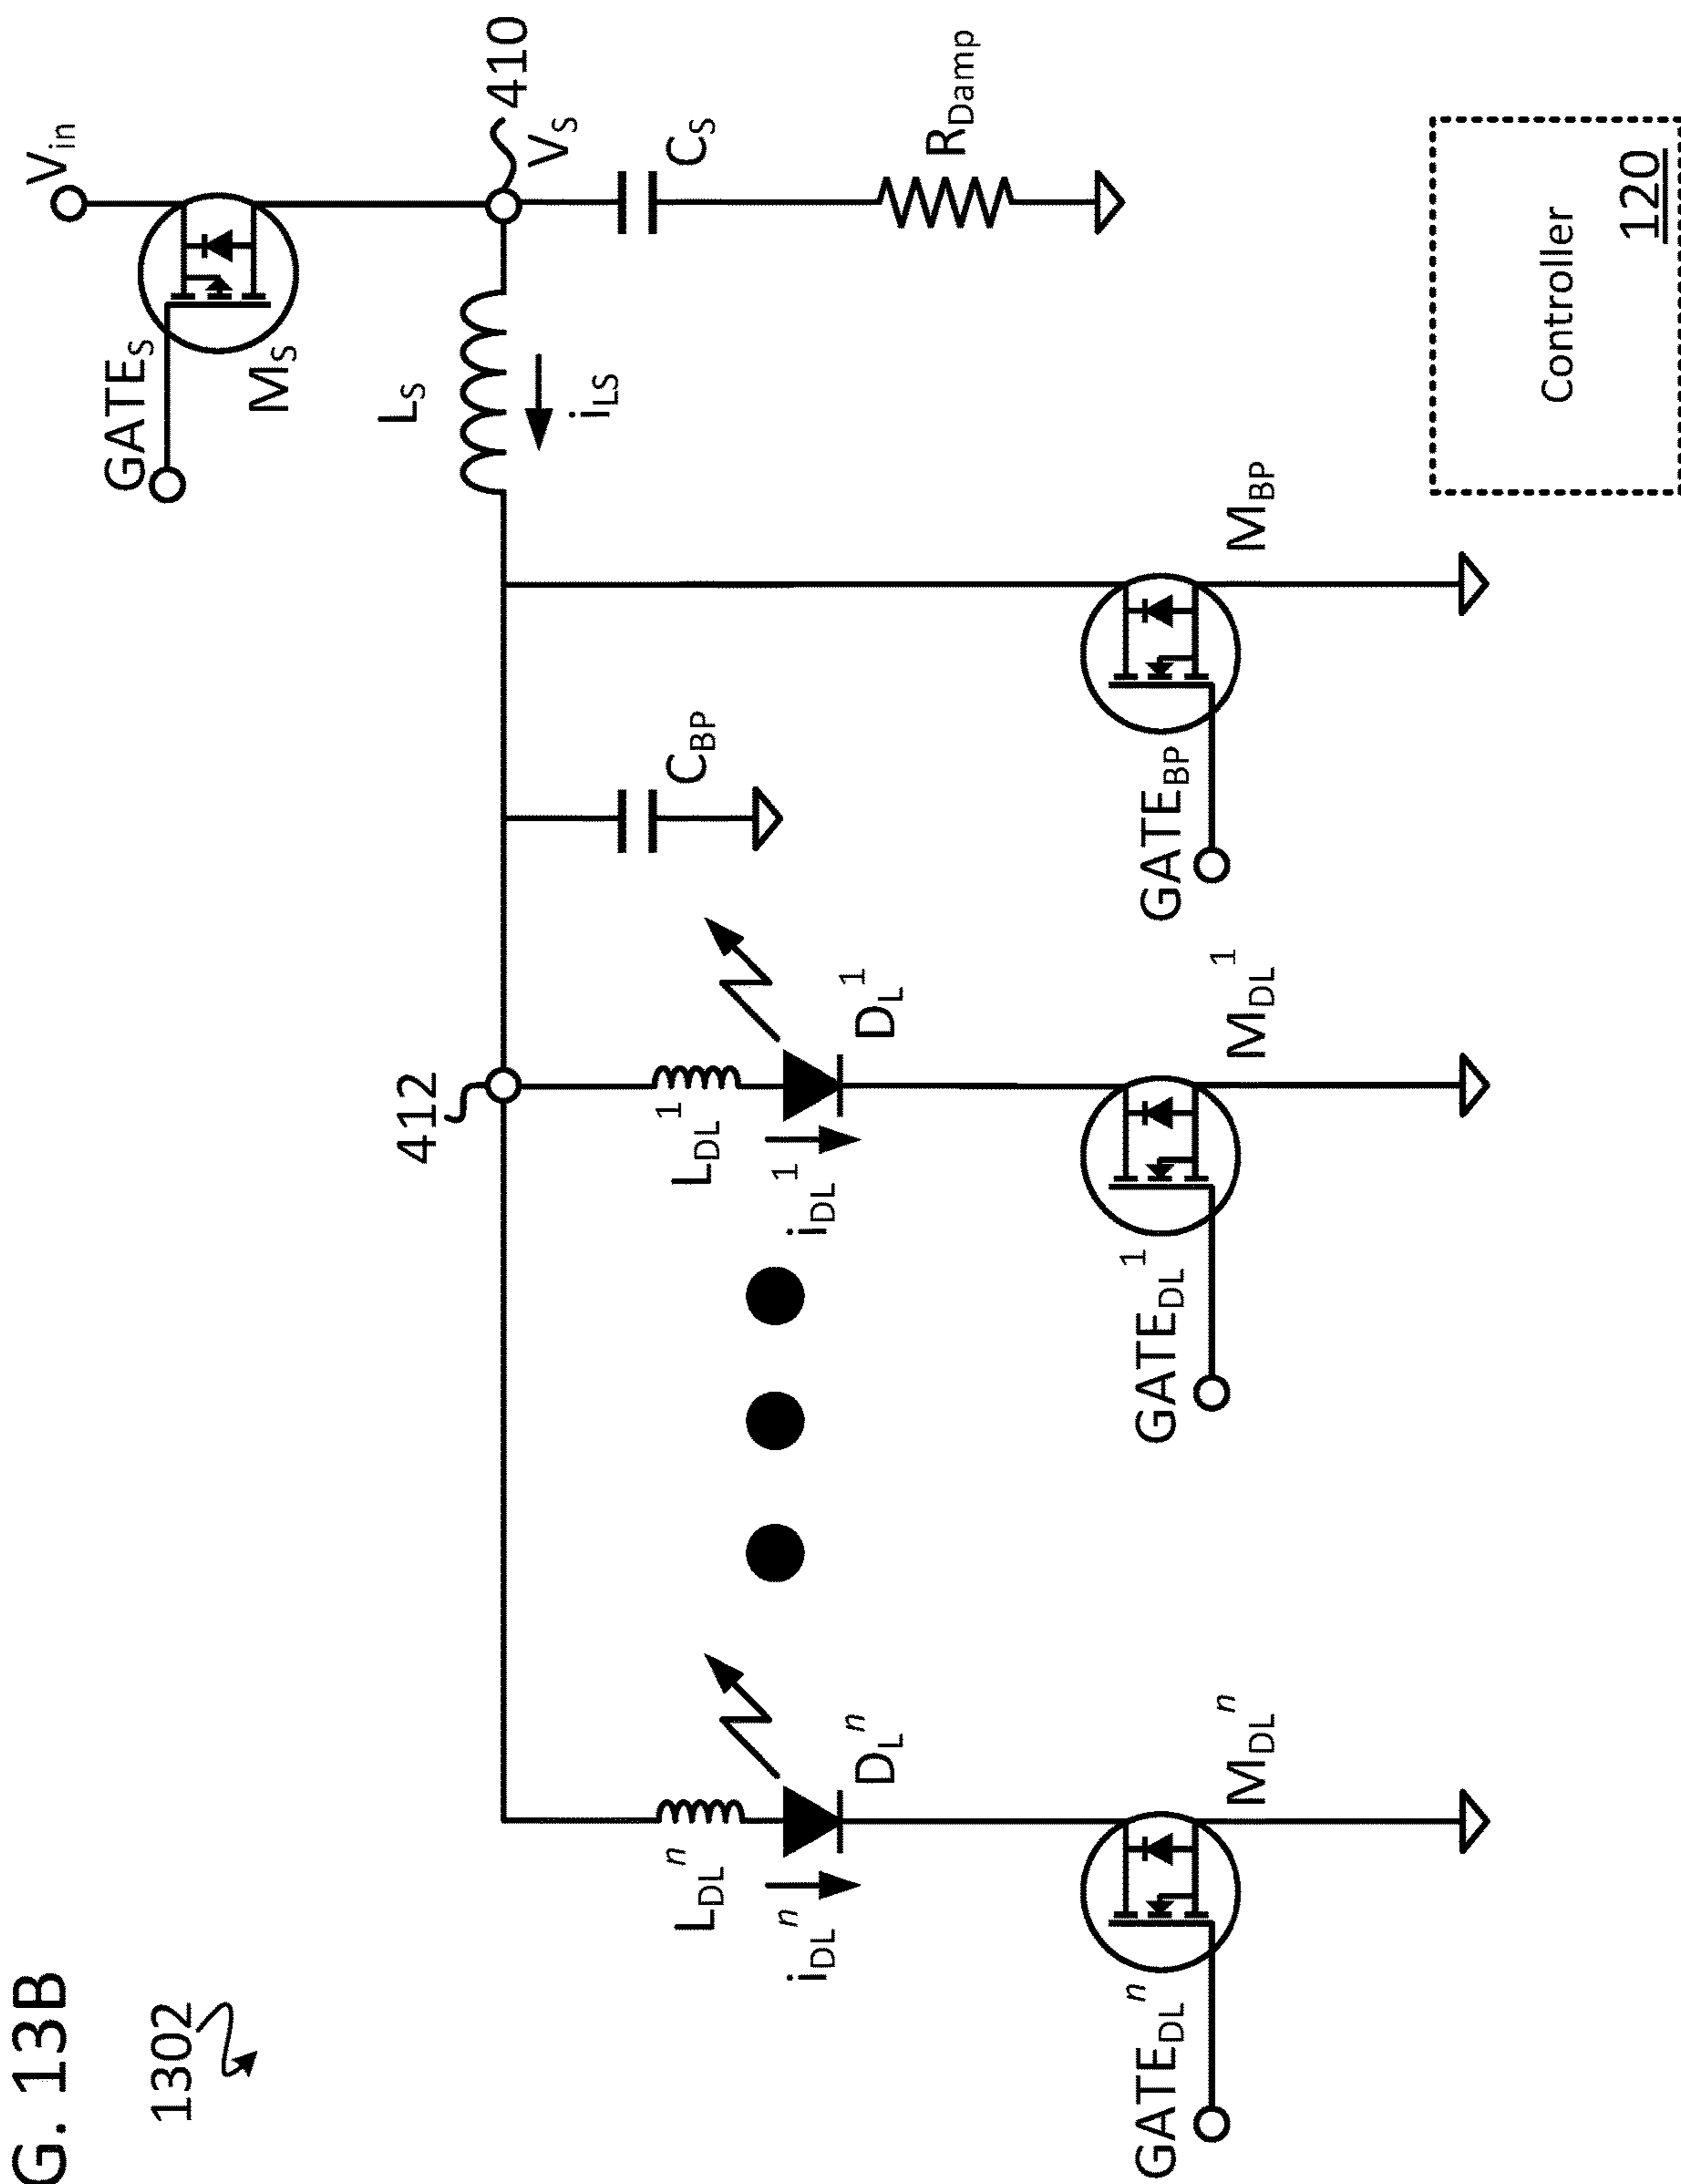 G. 13B
1302
V_in
GATE_S
M_S
410
V_S
L_S
i_LS
C_S
R_Damp
412
C_BP
GATE_BP
M_BP
L_DL^1
i_DL^1
D_L^1
GATE_DL^1
M_DL^1
L_DL^n
i_DL^n
D_L^n
GATE_DL^n
M_DL^n
Controller
120